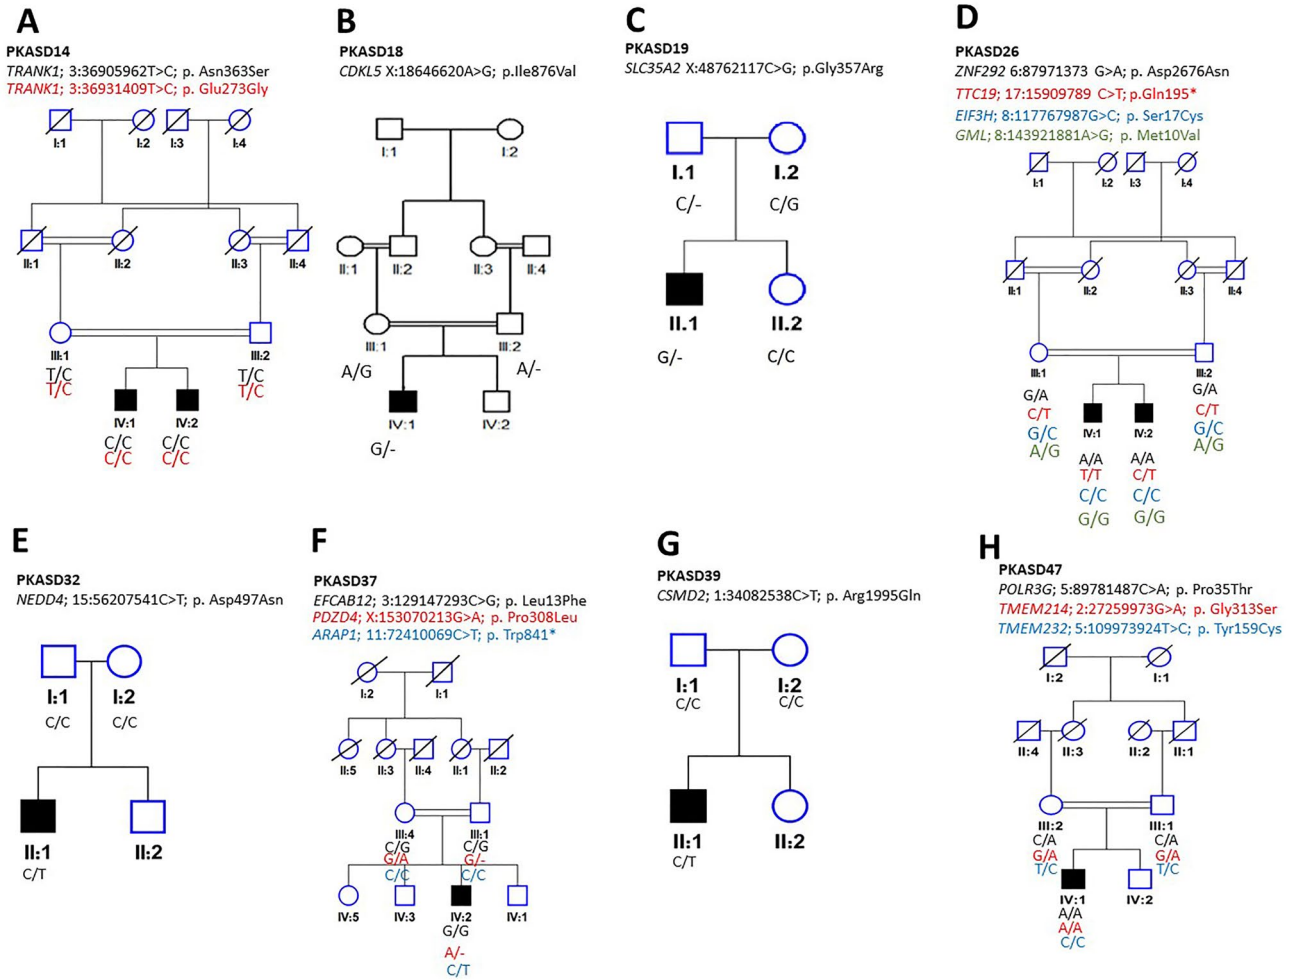 A
PKASD14
TRANK1; 3:36905962T>C; p. Asn363Ser
TRANK1; 3:36931409T>C; p. Glu273Gly
I:1 I:2 I:3 I:4
II:1 II:2 II:3 II:4
III:1 III:2
T/C T/C
T/C T/C
IV:1 IV:2
C/C C/C
C/C C/C
B
PKASD18
CDKL5 X:18646620A>G; p.Ile876Val
I:1 I:2
II:1 II:2 II:3 II:4
III:1 III:2
A/G A/-
IV:1 IV:2
G/-
C
PKASD19
SLC35A2 X:48762117C>G; p.Gly357Arg
I.1 I.2
C/- C/G
II.1 II.2
G/- C/C
D
PKASD26
ZNF292 6:87971373 G>A; p. Asp2676Asn
TTC19; 17:15909789 C>T; p.Gln195*
EIF3H; 8:117767987G>C; p. Ser17Cys
GML; 8:143921881A>G; p. Met10Val
I:1 I:2 I:3 I:4
II:1 II:2 II:3 II:4
III:1 III:2
G/A G/A
C/T C/T
G/C G/C
A/G A/G
IV:1 IV:2
A/A A/A
T/T C/T
C/C C/C
G/G G/G
E
PKASD32
NEDD4; 15:56207541C>T; p. Asp497Asn
I:1 I:2
C/C C/C
II:1 II:2
C/T
F
PKASD37
EFCAB12; 3:129147293C>G; p. Leu13Phe
PDZD4; X:153070213G>A; p. Pro308Leu
ARAP1; 11:72410069C>T; p. Trp841*
I:2 I:1
II:5 II:3 II:4 II:1 II:2
III:4 III:1
C/G C/G
G/A G/-
C/C C/C
IV:5 IV:3 IV:2 IV:1
G/G
A/-
C/T
G
PKASD39
CSMD2; 1:34082538C>T; p. Arg1995Gln
I:1 I:2
C/C C/C
II:1 II:2
C/T
H
PKASD47
POLR3G; 5:89781487C>A; p. Pro35Thr
TMEM214; 2:27259973G>A; p. Gly313Ser
TMEM232; 5:109973924T>C; p. Tyr159Cys
I:2 I:1
II:4 II:3 II:2 II:1
III:2 III:1
C/A C/A
G/A G/A
T/C T/C
IV:1 IV:2
A/A
A/A
C/C